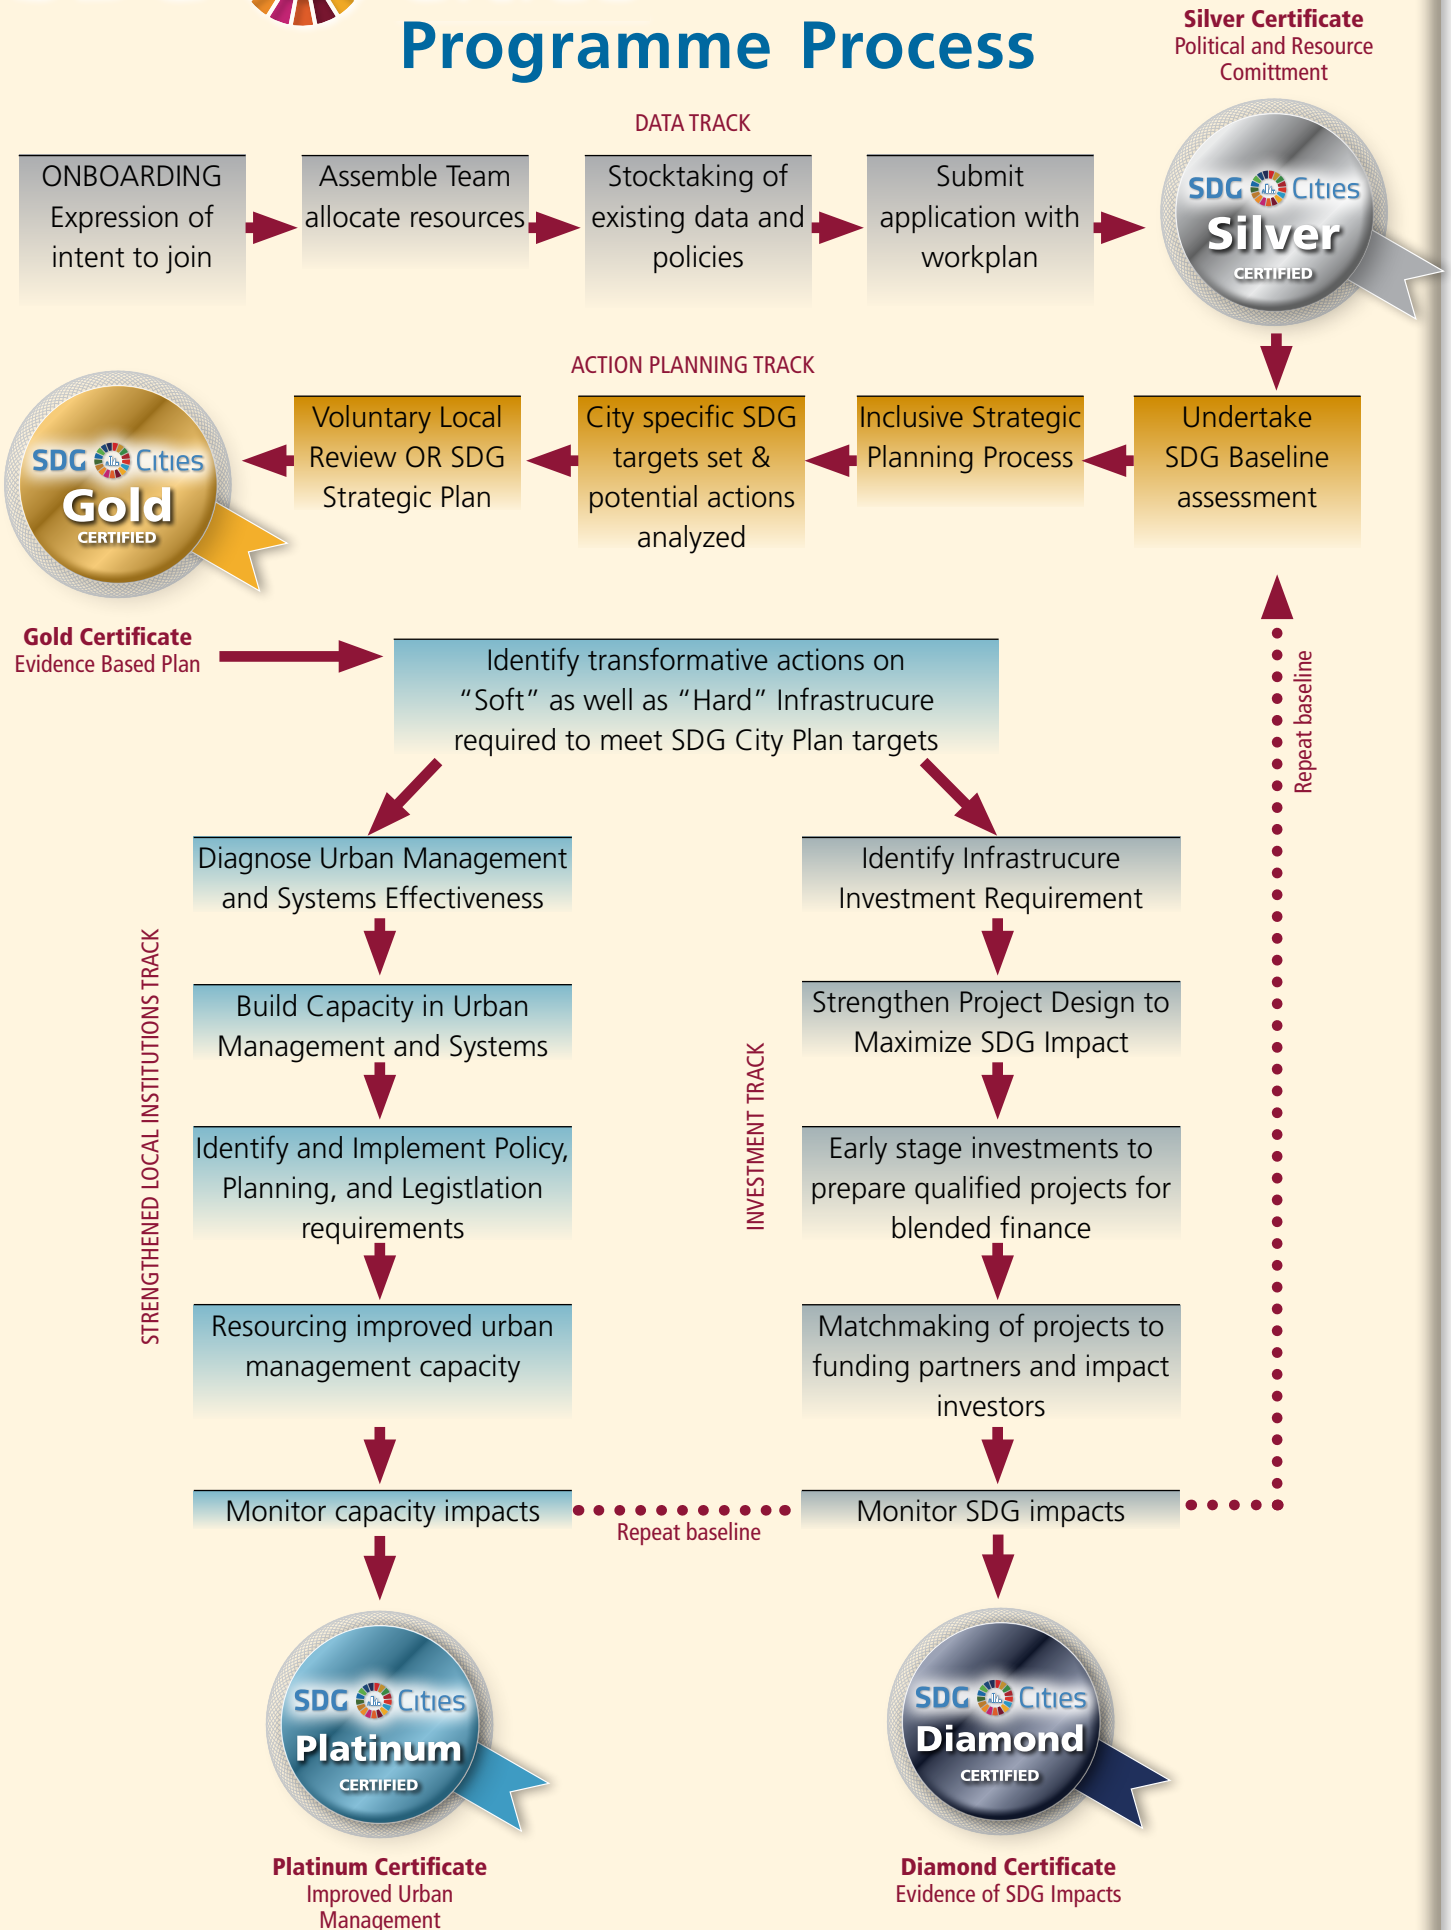 Programme Process
Silver Certificate
Political and Resource
Comittment
DATA TRACK
ONBOARDING
Expression of
intent to join
Assemble Team
allocate resources
Stocktaking of
existing data and
policies
Submit
application with
workplan
SDG Cities
Silver
CERTIFIED
ACTION PLANNING TRACK
SDG Cities
Gold
CERTIFIED
Voluntary Local
Review OR SDG
Strategic Plan
City specific SDG
targets set &
potential actions
analyzed
Inclusive Strategic
Planning Process
Undertake
SDG Baseline
assessment
Gold Certificate
Evidence Based Plan
Identify transformative actions on
“Soft” as well as “Hard” Infrastrucure
required to meet SDG City Plan targets
Repeat baseline
STRENGTHENED LOCAL INSTITUTIONS TRACK
Diagnose Urban Management
and Systems Effectiveness
Build Capacity in Urban
Management and Systems
Identify and Implement Policy,
Planning, and Legistlation
requirements
Resourcing improved urban
management capacity
Monitor capacity impacts
INVESTMENT TRACK
Identify Infrastrucure
Investment Requirement
Strengthen Project Design to
Maximize SDG Impact
Early stage investments to
prepare qualified projects for
blended finance
Matchmaking of projects to
funding partners and impact
investors
Monitor SDG impacts
Repeat baseline
SDG Cities
Platinum
CERTIFIED
Platinum Certificate
Improved Urban
Management
SDG Cities
Diamond
CERTIFIED
Diamond Certificate
Evidence of SDG Impacts